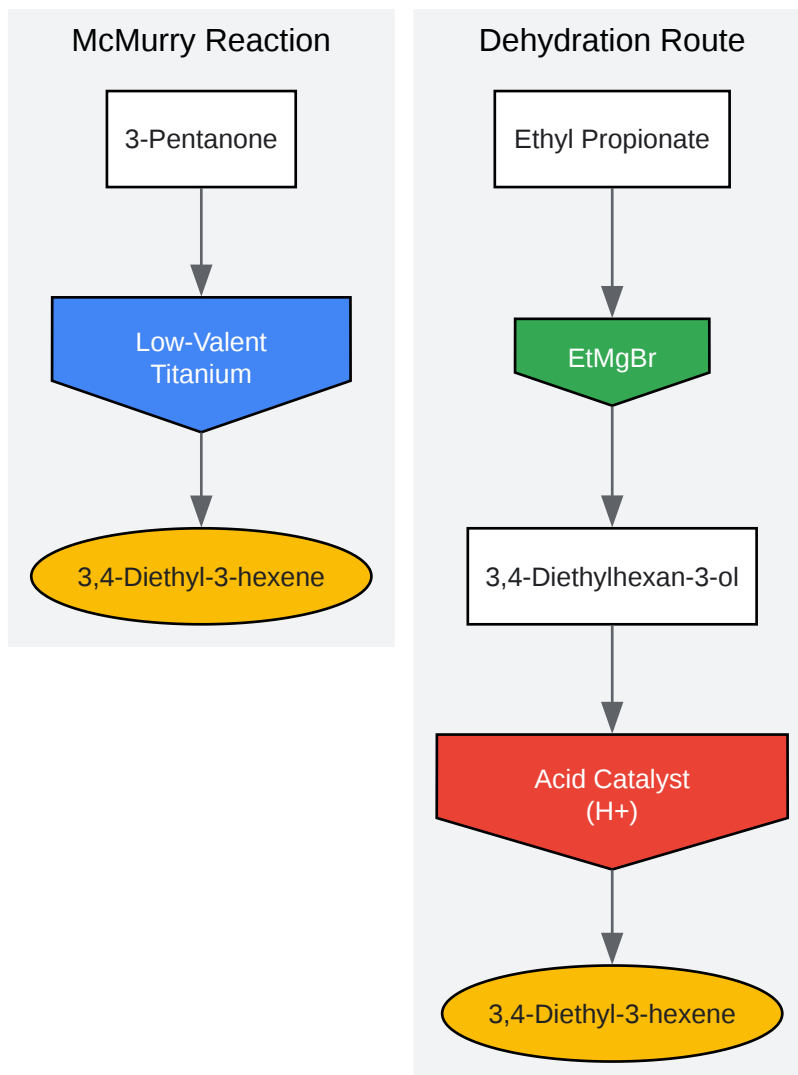 McMurry Reaction
3-Pentanone
Low-Valent
Titanium
3,4-Diethyl-3-hexene
Dehydration Route
Ethyl Propionate
EtMgBr
3,4-Diethylhexan-3-ol
Acid Catalyst
(H+)
3,4-Diethyl-3-hexene